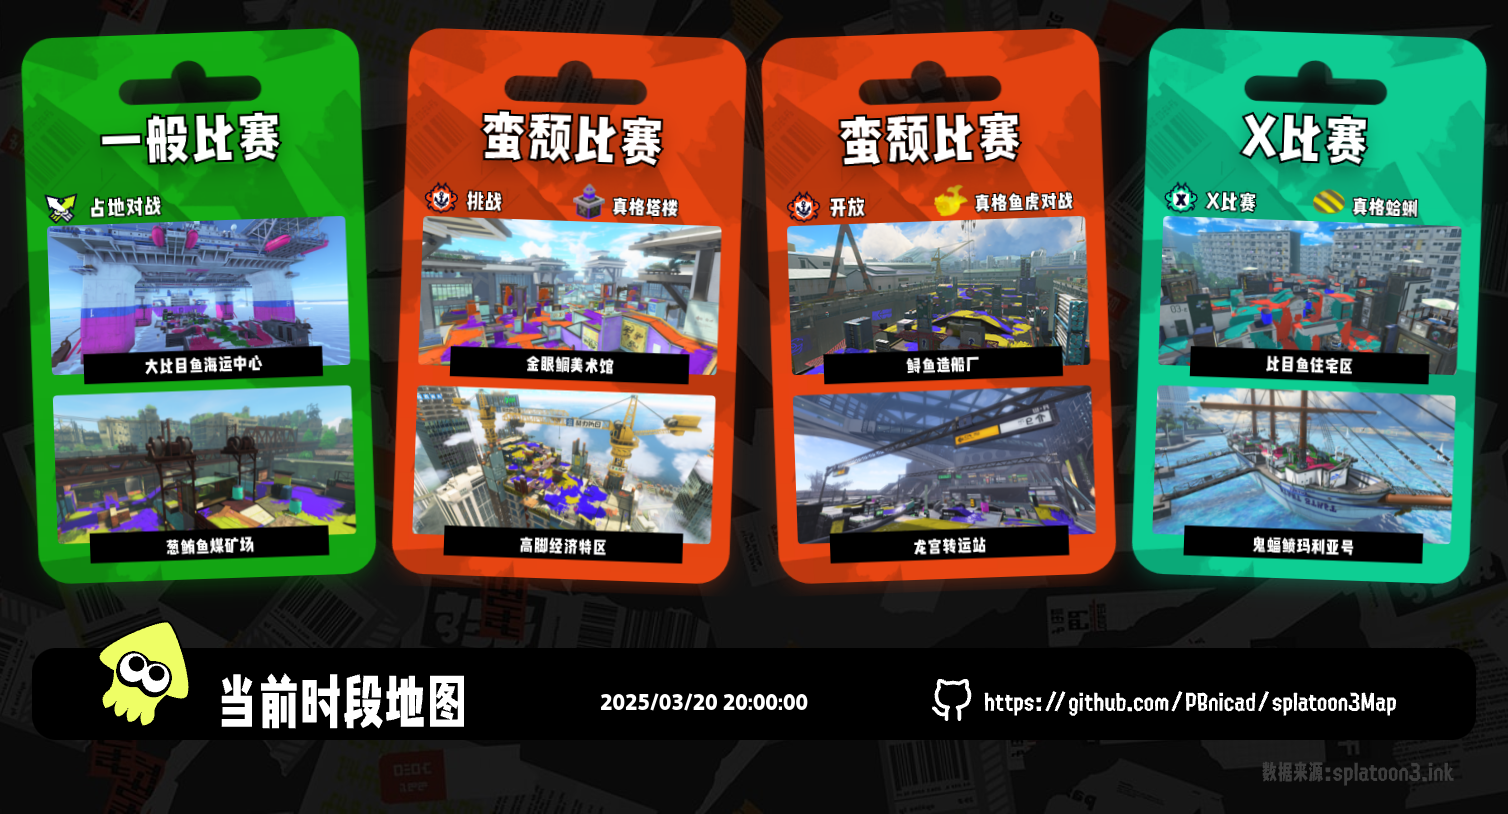 一般比赛
占地对战
大比目鱼海运中心
葱鲔鱼煤矿场
蛮颓比赛
挑战
真格塔楼
金眼鲷美术馆
高脚经济特区
蛮颓比赛
开放
真格鱼虎对战
鲟鱼造船厂
龙宫转运站
X比赛
X比赛
真格蛤蜊
比目鱼住宅区
鬼蝠鲼玛利亚号
当前时段地图
2025/03/20 20:00:00
https://github.com/PBnicad/splatoon3Map
数据来源:splatoon3.ink